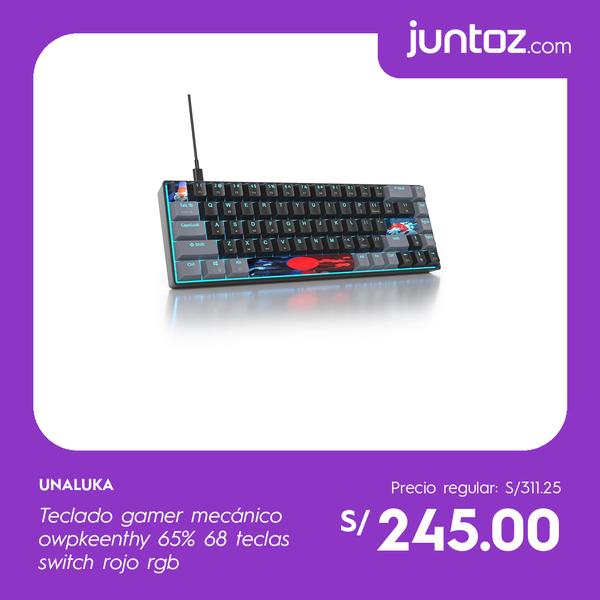 juntoz.com
UNALUKA
Teclado gamer mecánico
owpkeenthy 65% 68 teclas
switch rojo rgb
Precio regular: S/311.25
S/ 245.00